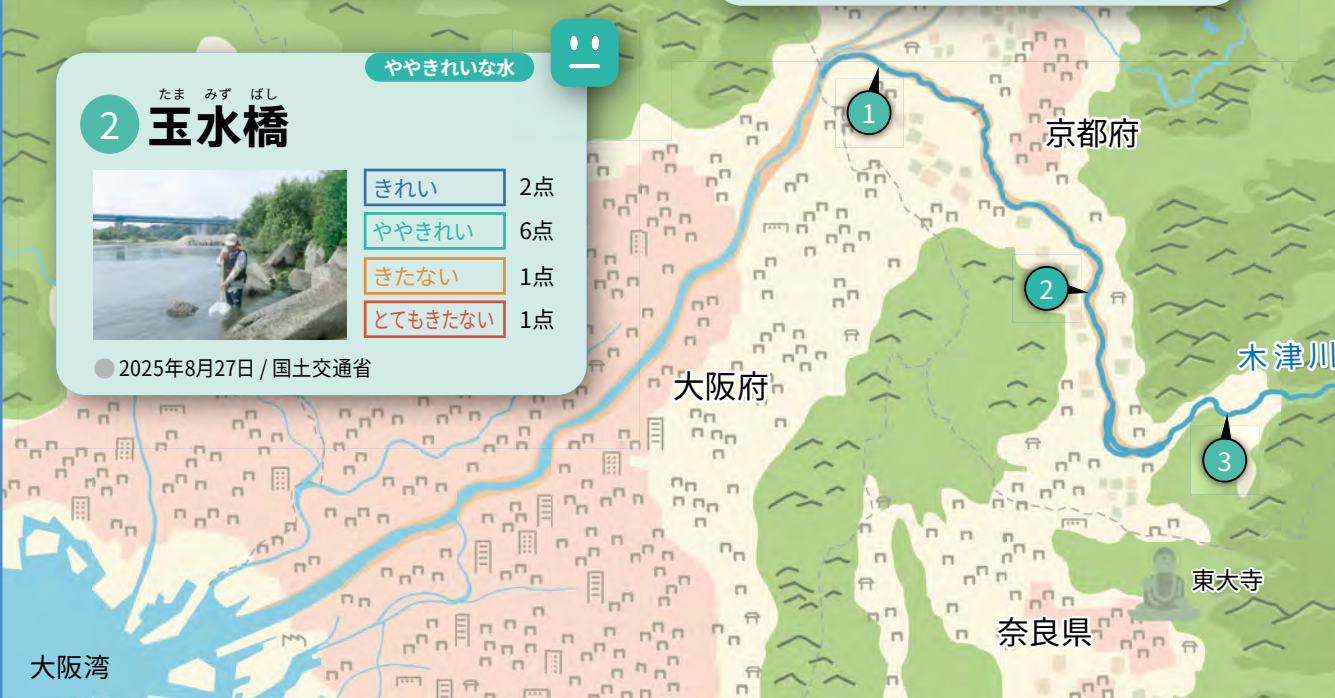 ややきれいな水
たま みず ばし
2 玉水橋
きれい 2点
ややきれい 6点
きたない 1点
とてもきたない 1点
2025年8月27日 / 国土交通省
1
京都府
2
木津川
大阪府
3
東大寺
奈良県
大阪湾